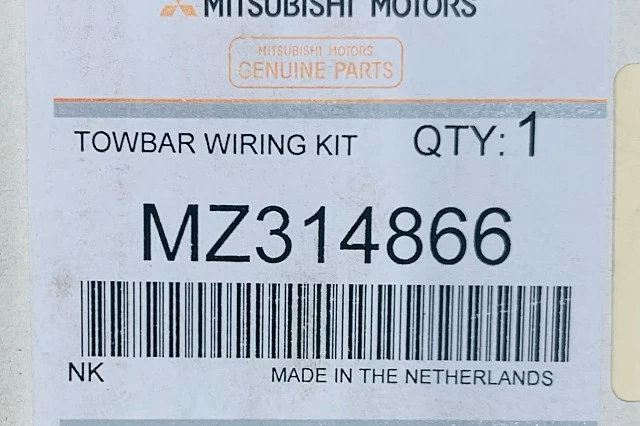 MITSUBISHI MOTORS
MITSUBISHI MOTORS
GENUINE PARTS
TOWBAR WIRING KIT QTY: 1
MZ314866
NK MADE IN THE NETHERLANDS